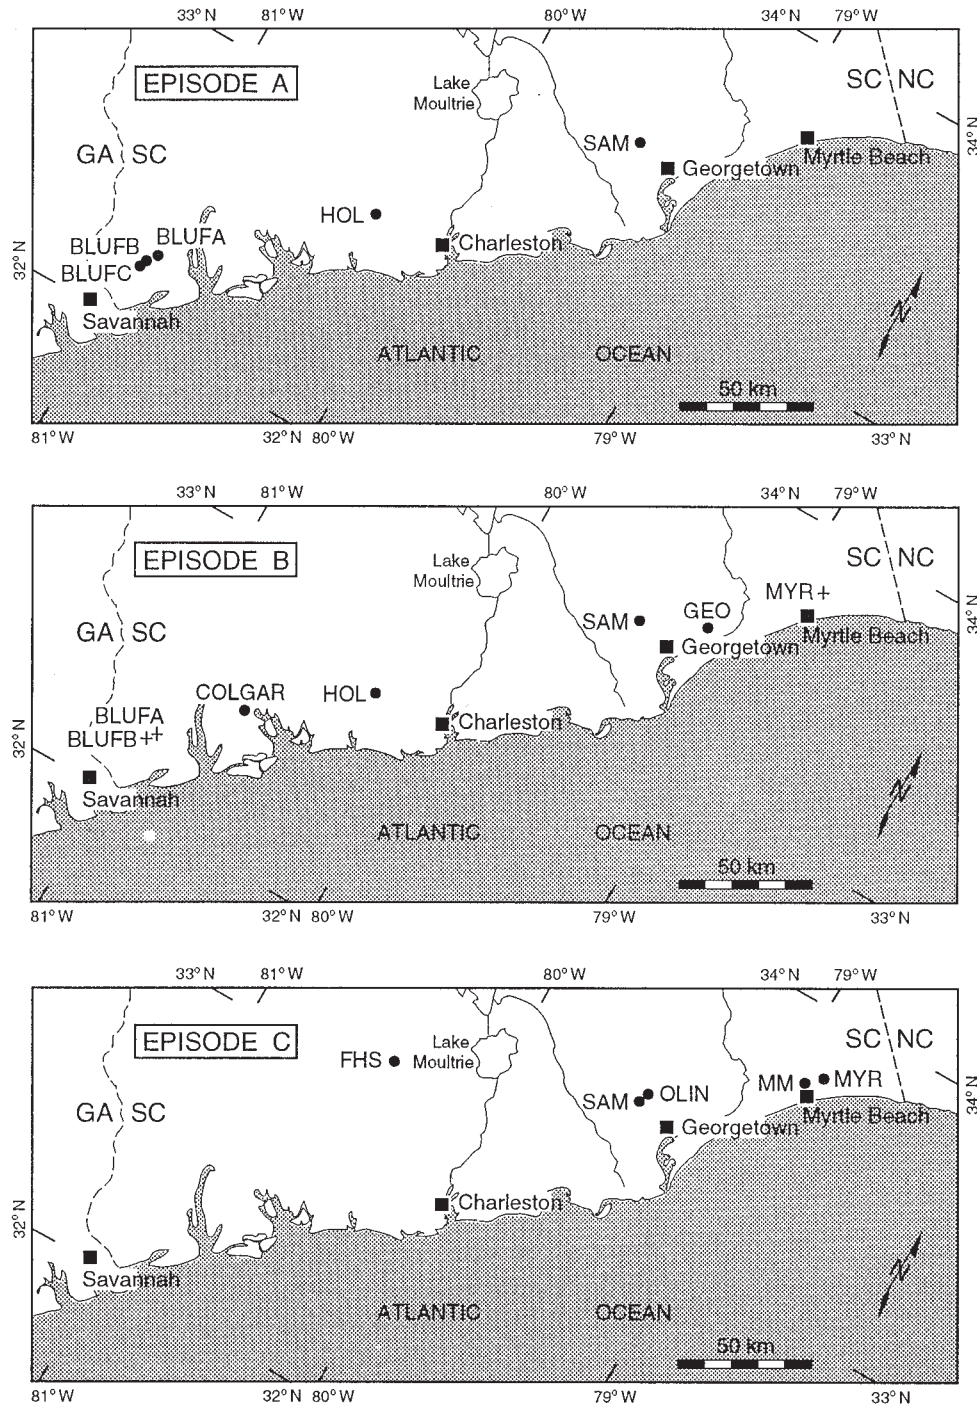 33° N 81° W 80° W 34° N 79° W
EPISODE A
Lake
Moultrie
SC NC
34° N
SAM
Myrtle Beach
GA SC
Georgetown
HOL
BLUFA
BLUFB
BLUFC
Charleston
32° N
Savannah
N
ATLANTIC OCEAN
50 km
81° W 32° N 80° W 79° W 33° N
33° N 81° W 80° W 34° N 79° W
EPISODE B
Lake
Moultrie
SC NC
MYR+
34° N
GEO
SAM
Myrtle Beach
GA SC
Georgetown
COLGAR
HOL
BLUFA
BLUFB++
Charleston
32° N
Savannah
N
ATLANTIC OCEAN
50 km
81° W 32° N 80° W 79° W 33° N
33° N 81° W 80° W 34° N 79° W
EPISODE C
Lake
Moultrie
SC NC
FHS
MM MYR
34° N
OLIN
SAM
Myrtle Beach
GA SC
Georgetown
Charleston
32° N
Savannah
N
ATLANTIC OCEAN
50 km
81° W 32° N 80° W 79° W 33° N